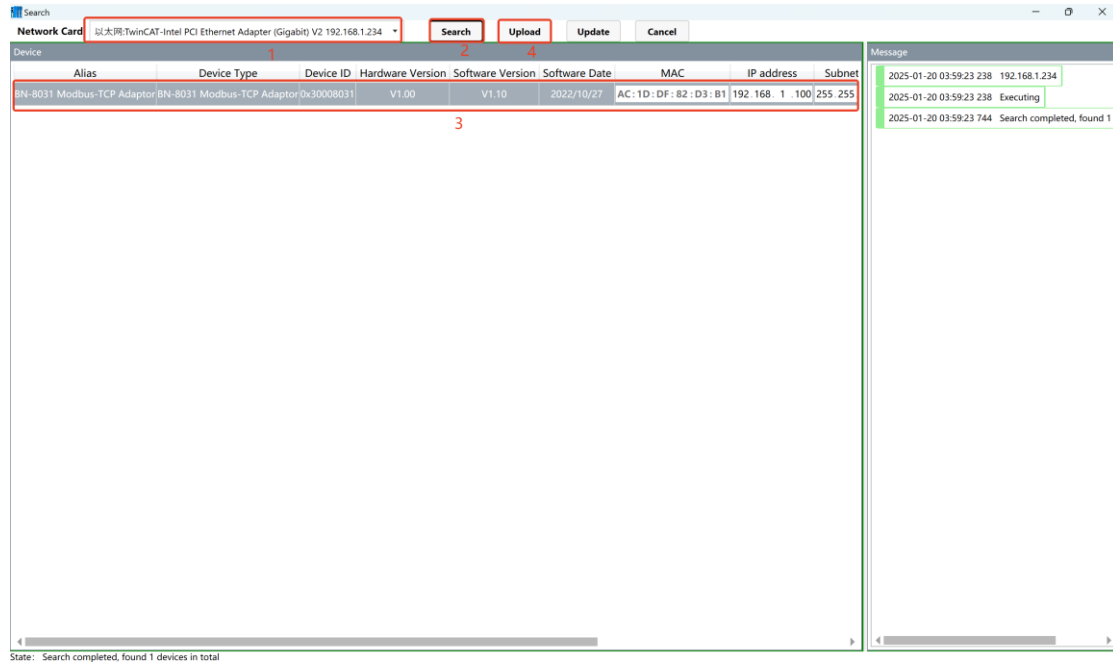 Search
Network Card 以太网:TwinCAT-Intel PCI Ethernet Adapter (Gigabit) V2 192.168.1.234 Search Upload Update Cancel
1 2 4
Device
Alias Device Type Device ID Hardware Version Software Version Software Date MAC IP address Subnet
BN-8031 Modbus-TCP Adaptor BN-8031 Modbus-TCP Adaptor 0x30008031 V1.00 V1.10 2022/10/27 AC:1D:DF:82:D3:B1 192.168. 1 .100 255.255
3
Message
2025-01-20 03:59:23 238 192.168.1.234
2025-01-20 03:59:23 238 Executing
2025-01-20 03:59:23 744 Search completed, found 1
State: Search completed, found 1 devices in total